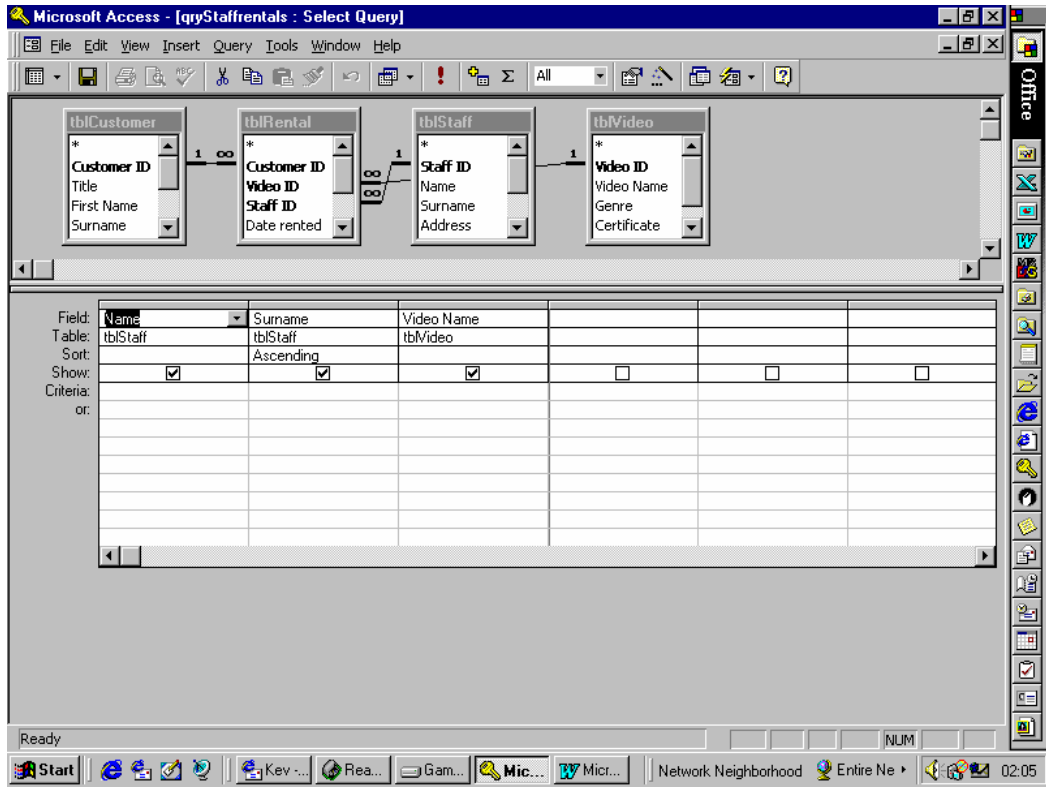 Microsoft Access - [qryStaffrentals : Select Query]
File Edit View Insert Query Tools Window Help
All
Office
tblCustomer
*
Customer ID
Title
First Name
Surname
1 ∞
tblRental
*
Customer ID
Video ID
Staff ID
Date rented
∞
∞
1
tblStaff
*
Staff ID
Name
Surname
Address
1
tblVideo
*
Video ID
Video Name
Genre
Certificate
Field: Name Surname Video Name
Table: tblStaff tblStaff tblVideo
Sort: Ascending
Show:
Criteria:
or:
Ready NUM
Start Kev -... Rea... Gam... Mic... Micr... Network Neighborhood Entire Ne 02:05